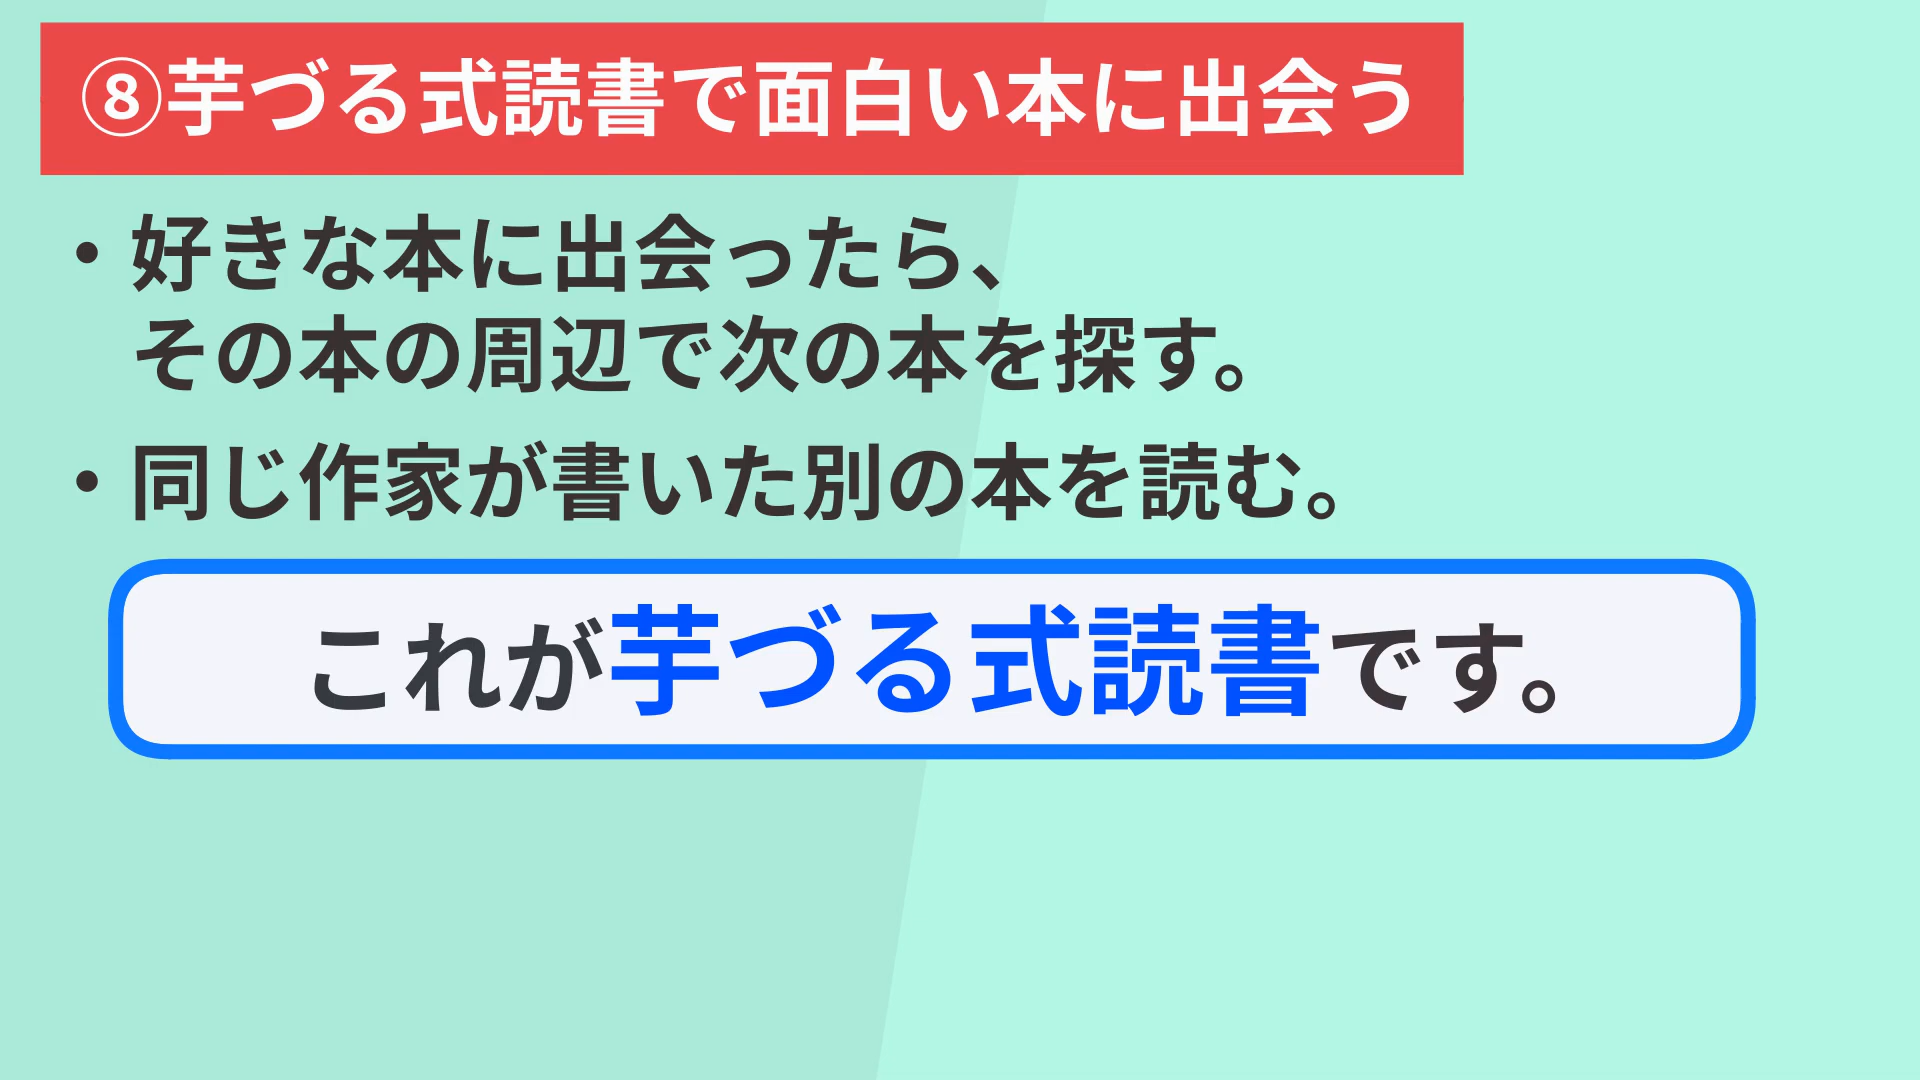 ⑧芋づる式読書で面白い本に出会う
・好きな本に出会ったら、
その本の周辺で次の本を探す。
・同じ作家が書いた別の本を読む。
これが芋づる式読書です。